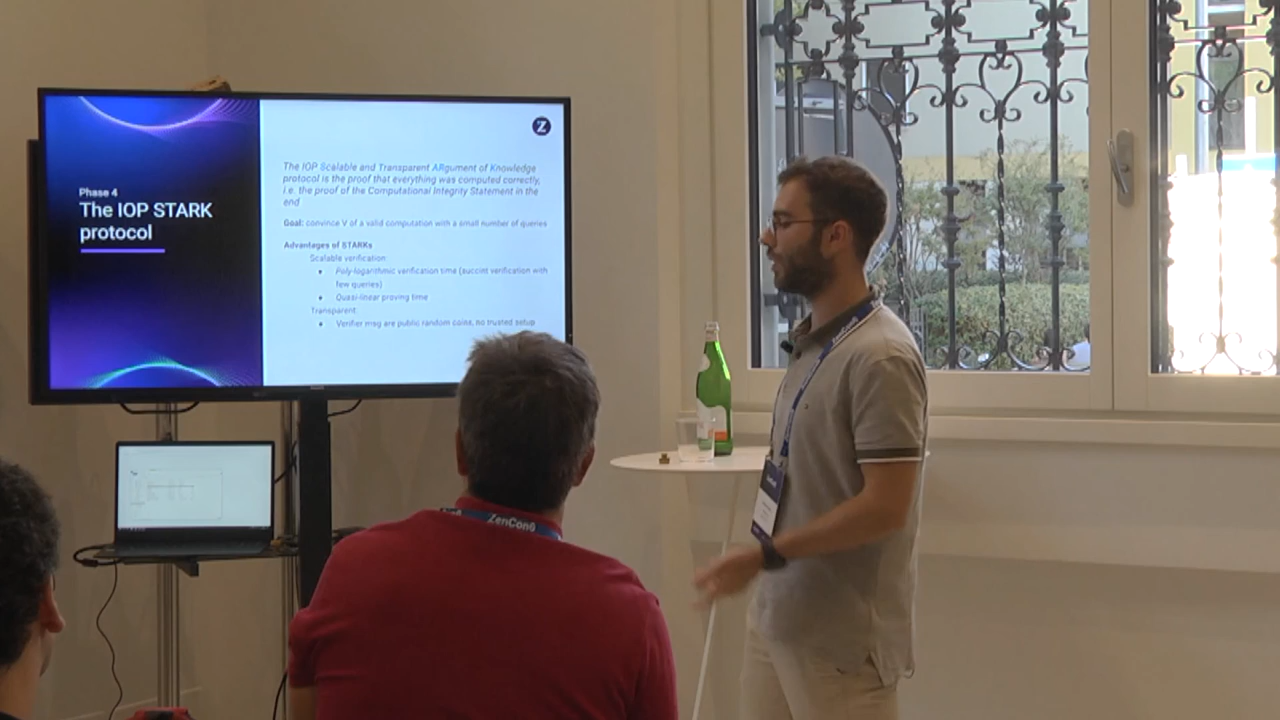 Phase 4
The IOP STARK
protocol
Z
The IOP Scalable and Transparent ARgument of Knowledge
protocol is the proof that everything was computed correctly,
i.e. the proof of the Computational Integrity Statement in the
end
Goal: convince V of a valid computation with a small number of queries
Advantages of STARKs
Scalable verification:
Poly-logarithmic verification time (succint verification with
few queries)
Quasi-linear proving time
Transparent:
Verifier msg are public random coins, no trusted setup
ZenCon0
ZenCon0